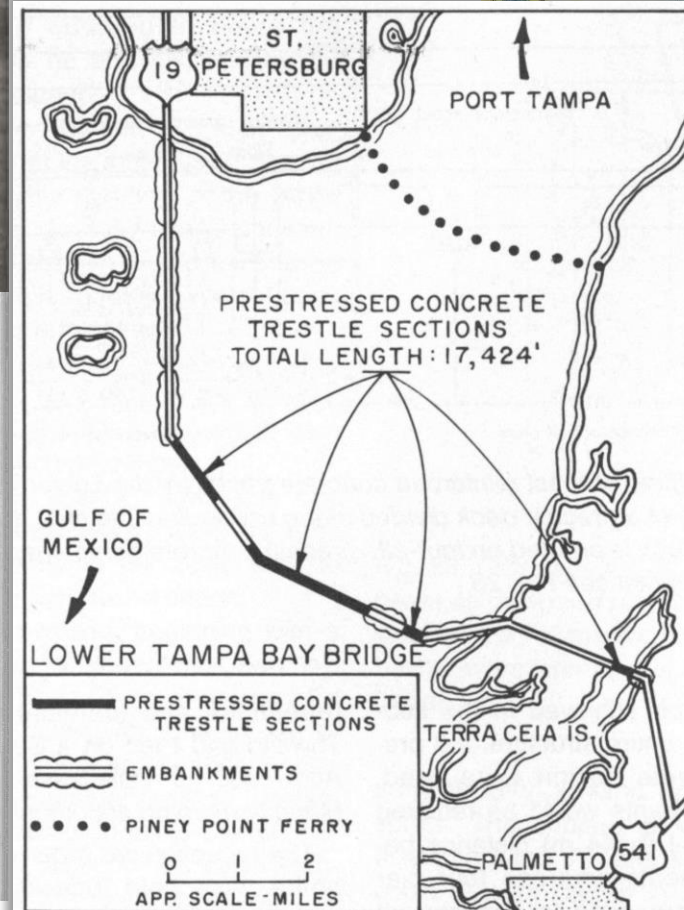 19
ST.
PETERSBURG
PORT TAMPA
PRESTRESSED CONCRETE
TRESTLE SECTIONS
TOTAL LENGTH: 17,424'
GULF OF
MEXICO
LOWER TAMPA BAY BRIDGE
PRESTRESSED CONCRETE
TRESTLE SECTIONS
EMBANKMENTS
PINEY POINT FERRY
0 2
APP. SCALE-MILES
TERRA CEIA IS.
PALMETTO
541